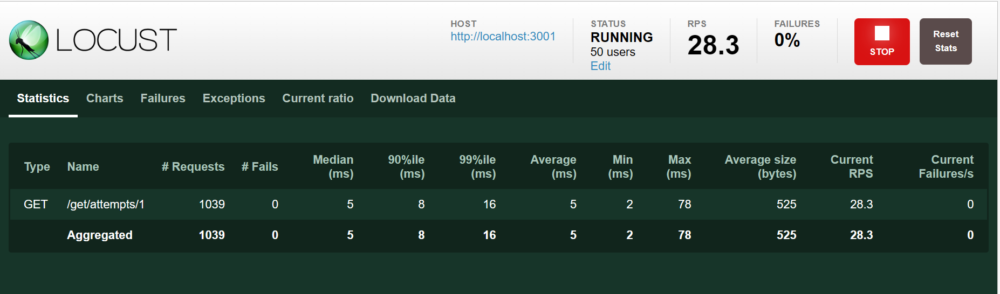 LOCUST
HOST
http://localhost:3001
STATUS
RUNNING
50 users
Edit
RPS
28.3
FAILURES
0%
STOP
Reset
Stats
Statistics Charts Failures Exceptions Current ratio Download Data
Type Name # Requests # Fails Median (ms) 90%ile (ms) 99%ile (ms) Average (ms) Min (ms) Max (ms) Average size (bytes) Current RPS Current Failures/s
GET /get/attempts/1 1039 0 5 8 16 5 2 78 525 28.3 0
Aggregated 1039 0 5 8 16 5 2 78 525 28.3 0